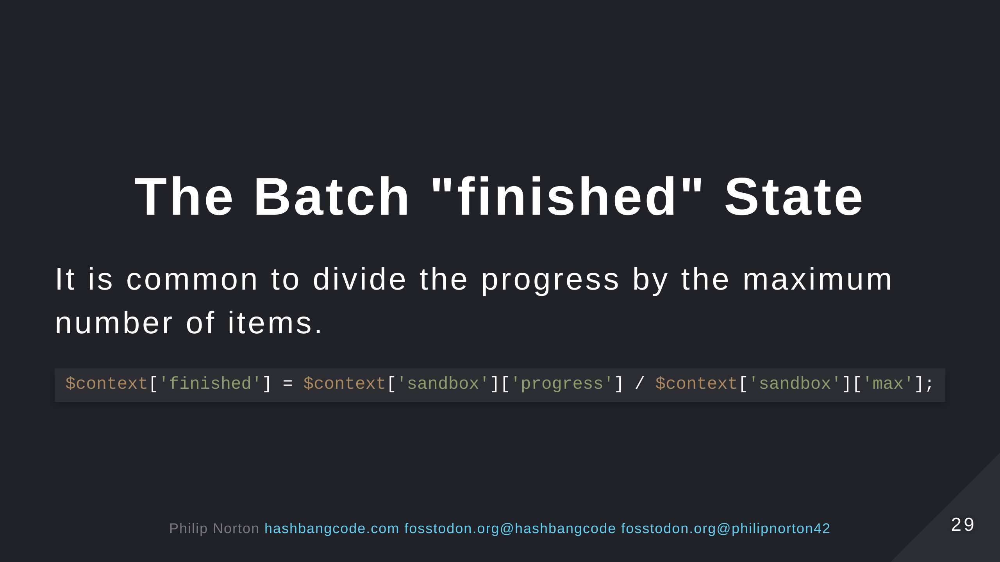 The Batch "finished" State
It is common to divide the progress by the maximum
number of items.
$context['finished'] = $context['sandbox']['progress'] / $context['sandbox']['max'];
Philip Norton hashbangcode.com fosstodon.org@hashbangcode fosstodon.org@philipnorton42
29